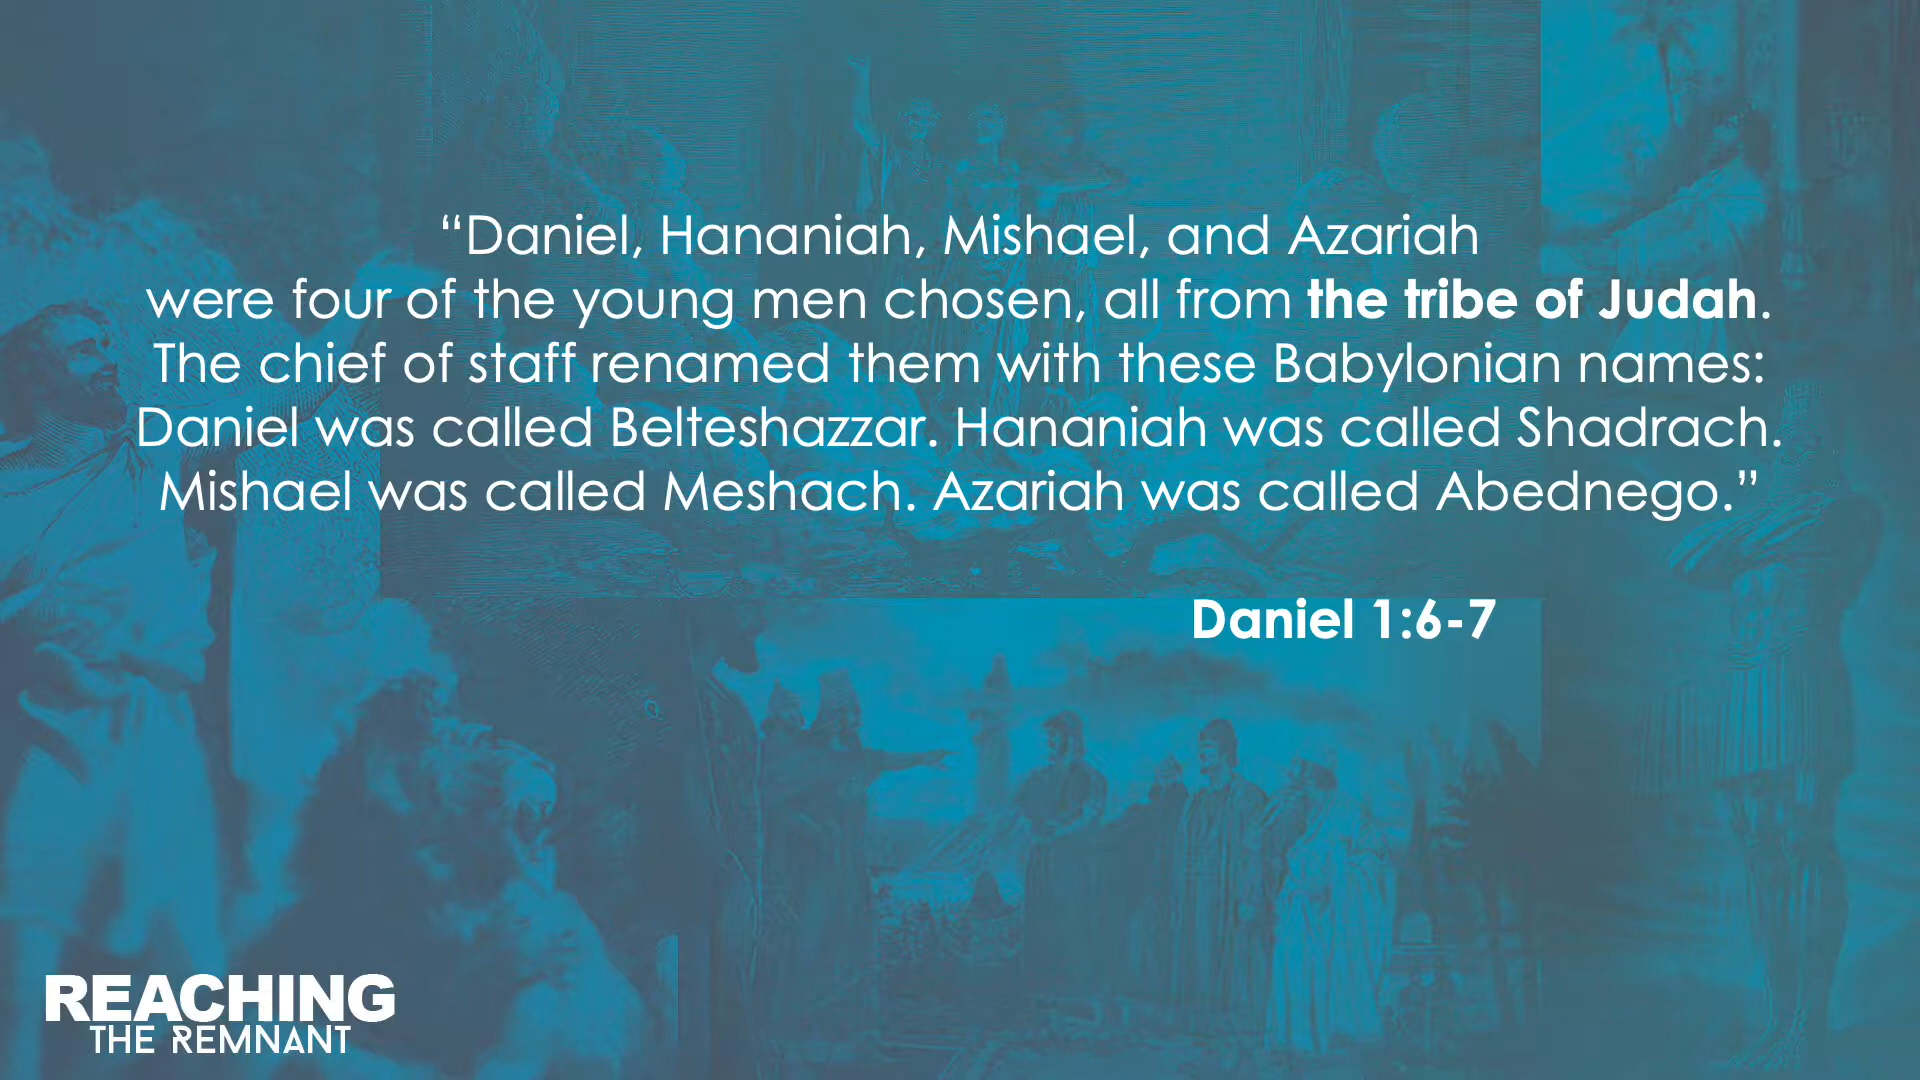 “Daniel, Hananiah, Mishael, and Azariah
were four of the young men chosen, all from the tribe of Judah.
The chief of staff renamed them with these Babylonian names:
Daniel was called Belteshazzar. Hananiah was called Shadrach.
Mishael was called Meshach. Azariah was called Abednego.”
Daniel 1:6-7
REACHING
THE REMNANT